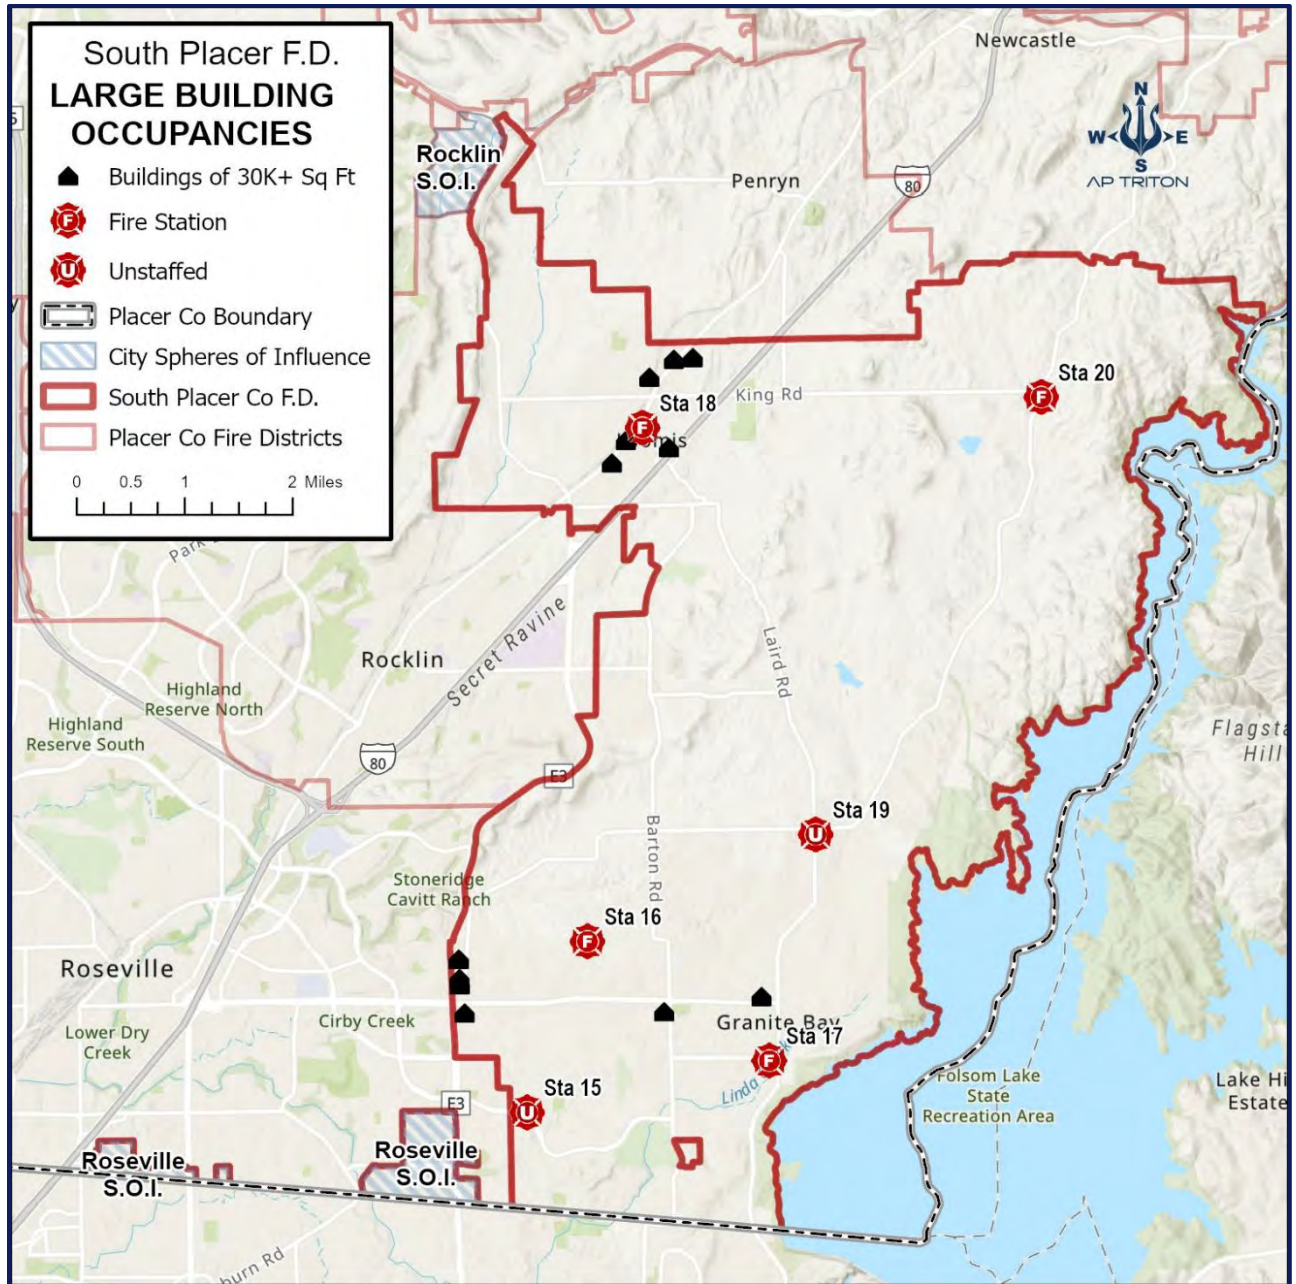 South Placer F.D.
LARGE BUILDING
OCCUPANCIES
Buildings of 30K+ Sq Ft
F
Fire Station
U
Unstaffed
Placer Co Boundary
City Spheres of Influence
South Placer Co F.D.
Placer Co Fire Districts
0 0.5 1 2 Miles
Newcastle
N
W E
S
AP TRITON
Rocklin
S.O.I.
Penryn
80
Sta 20
F
King Rd
Sta 18
F
Secret Ravine
Rocklin
Laird Rd
Highland
Reserve North
Highland
Reserve South
80
E3
Sta 19
U
Barton Rd
Stoneridge
Cavitt Ranch
Sta 16
F
Roseville
Cirby Creek
Lower Dry
Creek
Granite Bay
Sta 17
F
Linda
Folsom Lake
State
Recreation Area
Sta 15
U
E3
Roseville
S.O.I.
Roseville
S.O.I.
Hill
Lake